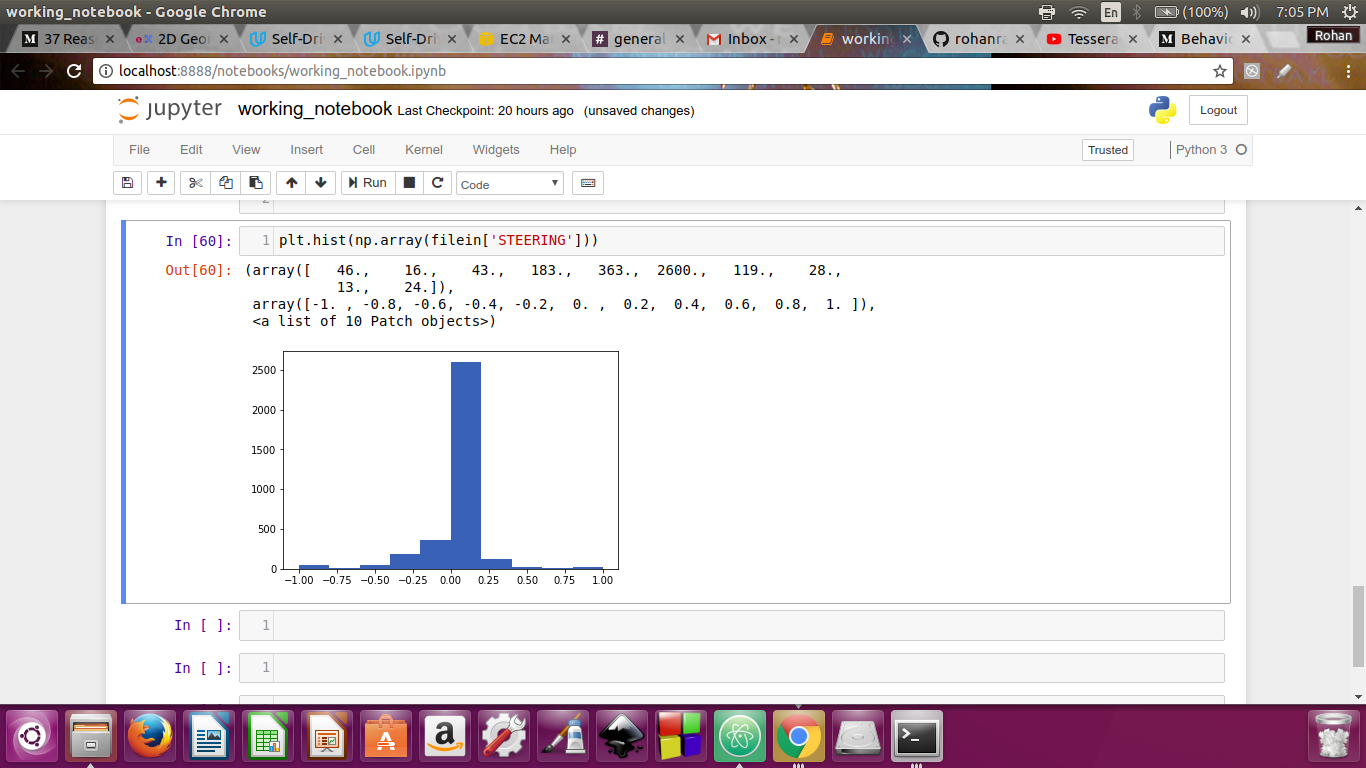 working_notebook - Google Chrome
En
(100%)
7:05 PM
37 Reas
2D Geor
Self-Dri
Self-Dri
EC2 Ma
general
Inbox - r
workin
rohanra
Tessera
Behavio
Rohan
localhost:8888/notebooks/working_notebook.ipynb
jupyter working_notebook Last Checkpoint: 20 hours ago (unsaved changes)
Logout
File Edit View Insert Cell Kernel Widgets Help
Trusted
Python 3
Run
Code
2
In [60]: 1 plt.hist(np.array(filein['STEERING']))
Out[60]: (array([ 46., 16., 43., 183., 363., 2600., 119., 28.,
13., 24.]),
array([-1. , -0.8, -0.6, -0.4, -0.2, 0. , 0.2, 0.4, 0.6, 0.8, 1. ]),
<a list of 10 Patch objects>)
2500
2000
1500
1000
500
0
−1.00 −0.75 −0.50 −0.25 0.00 0.25 0.50 0.75 1.00
In [ ]: 1
In [ ]: 1